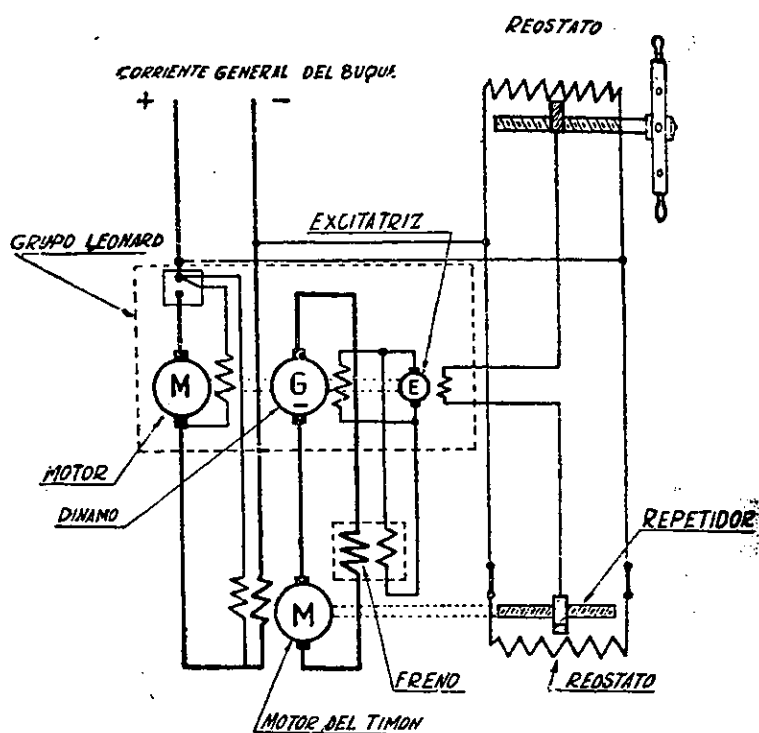 REOSTATO
CORRIENTE GENERAL DEL BUQUE
+ -
EXCITATRIZ
GRUPO LEONARD
M
G
E
MOTOR
DINAMO
REPETIDOR
M
FRENO
REOSTATO
MOTOR DEL TIMON